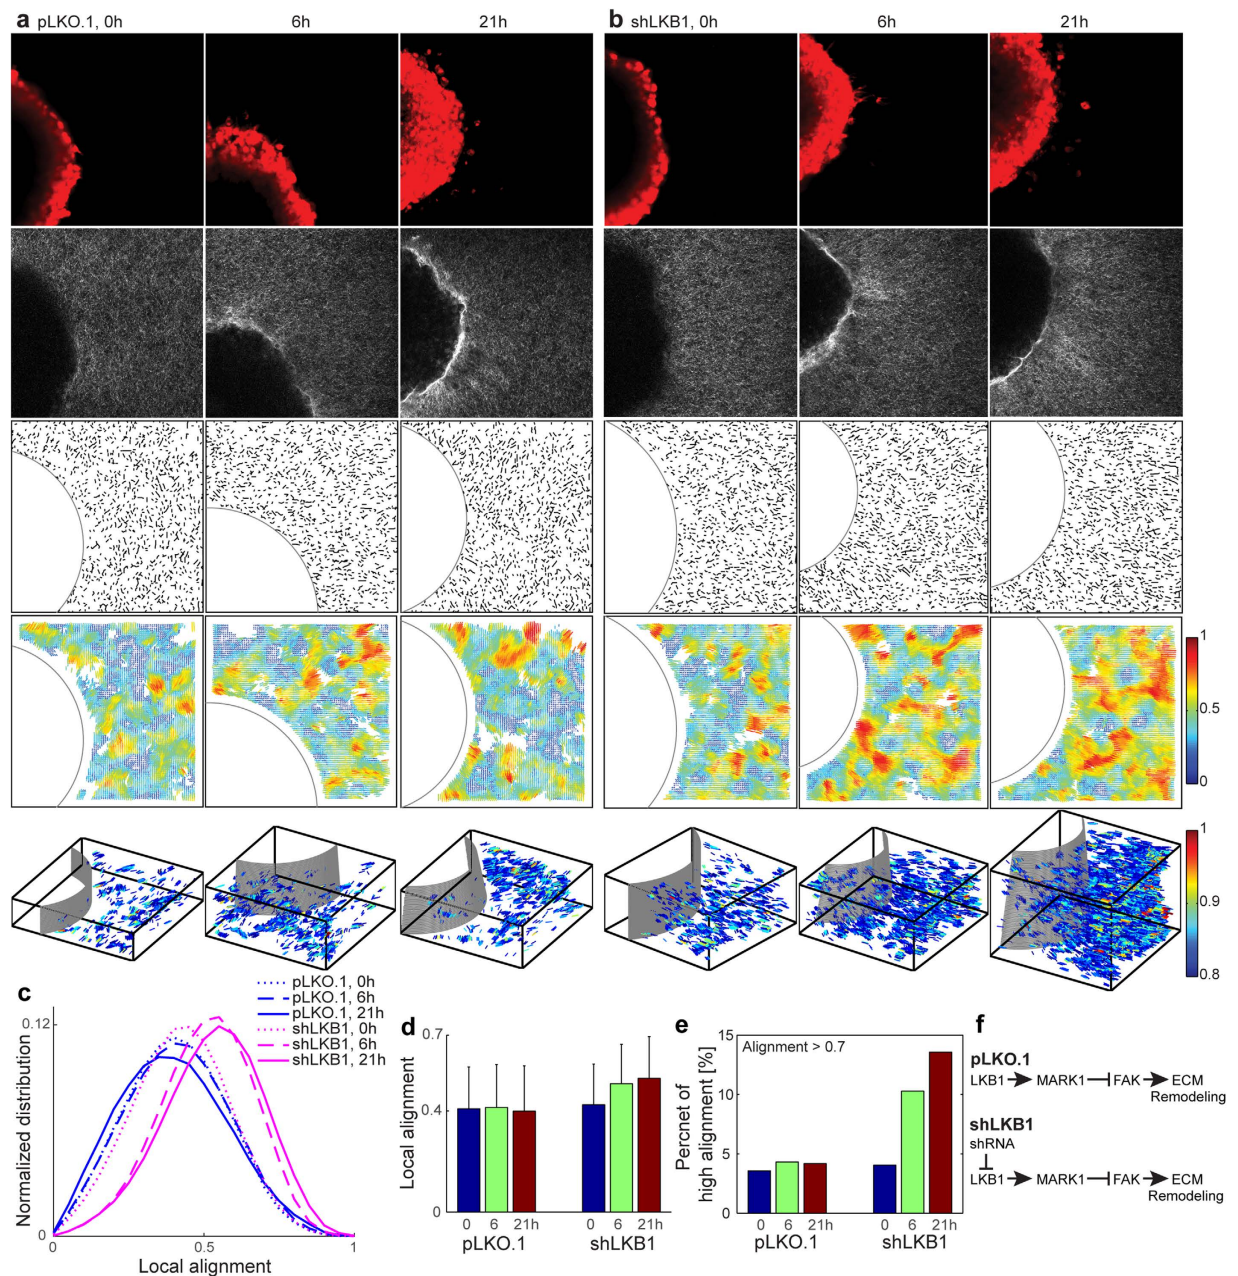 a pLKO.1, 0h 6h 21h
b shLKB1, 0h 6h 21h
1
0.5
0
1
0.9
0.8
c
pLKO.1, 0h
pLKO.1, 6h
pLKO.1, 21h
shLKB1, 0h
shLKB1, 6h
shLKB1, 21h
Normalized distribution
0.12
0
0 0.5 1
Local alignment
d
Local alignment
0.7
0.4
0
0 6 21h 0 6 21h
pLKO.1 shLKB1
e
Percnet of
high alignment [%]
15
10
5
0
Alignment > 0.7
0 6 21h 0 6 21h
pLKO.1 shLKB1
f
pLKO.1
LKB1 MARK1 FAK ECM
Remodeling
shLKB1
shRNA
LKB1 MARK1 FAK ECM
Remodeling